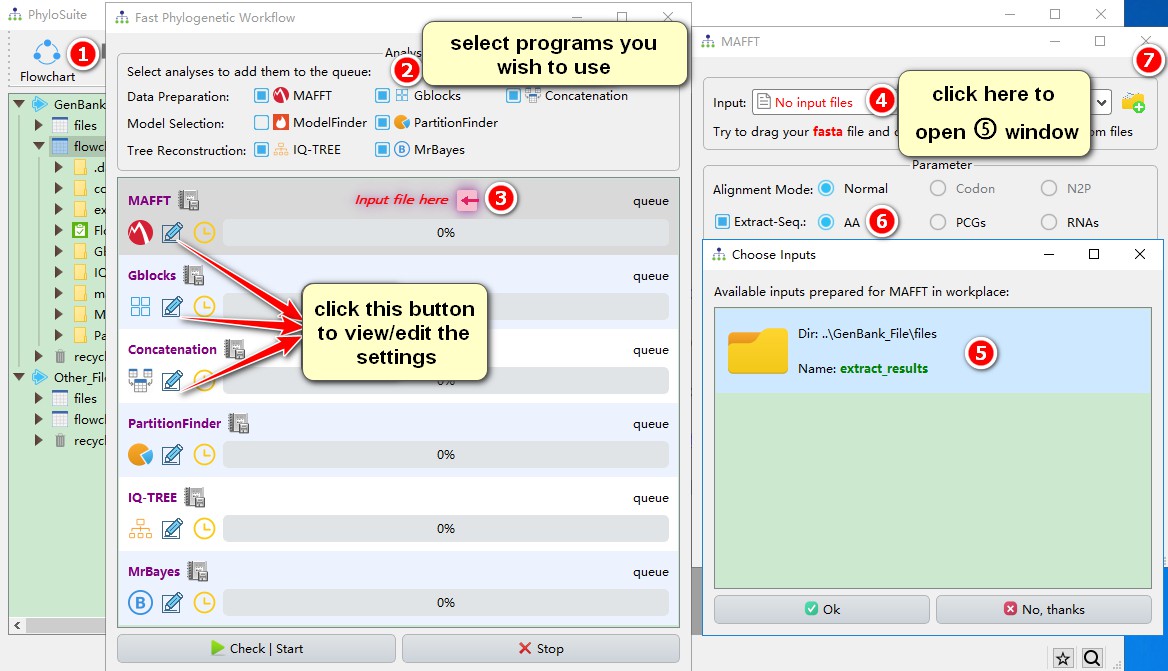 PhyloSuite
1
Flowchart
GenBank
files
flowc
.d
co
ex
Fl
Gl
IQ
m
M
Pa
recyc
Other_File
files
flowc
recyc
Fast Phylogenetic Workflow
select programs you
wish to use
Analys
Select analyses to add them to the queue:
2
Data Preparation:
MAFFT
Gblocks
Concatenation
Model Selection:
ModelFinder
PartitionFinder
Tree Reconstruction:
IQ-TREE
MrBayes
MAFFT
Input file here
3
queue
0%
Gblocks
queue
click this button
to view/edit the
settings
Concatenation
queue
0%
PartitionFinder
queue
0%
IQ-TREE
queue
0%
MrBayes
queue
B
0%
Check | Start
Stop
MAFFT
7
Input:
No input files
4
click here to
open ⑤ window
Try to drag your fasta file and
om files
Parameter
Alignment Mode:
Normal
Codon
N2P
Extract-Seq.:
AA
6
PCGs
RNAs
Choose Inputs
Available inputs prepared for MAFFT in workplace:
Dir: ..\GenBank_File\files
Name: extract_results
5
Ok
No, thanks